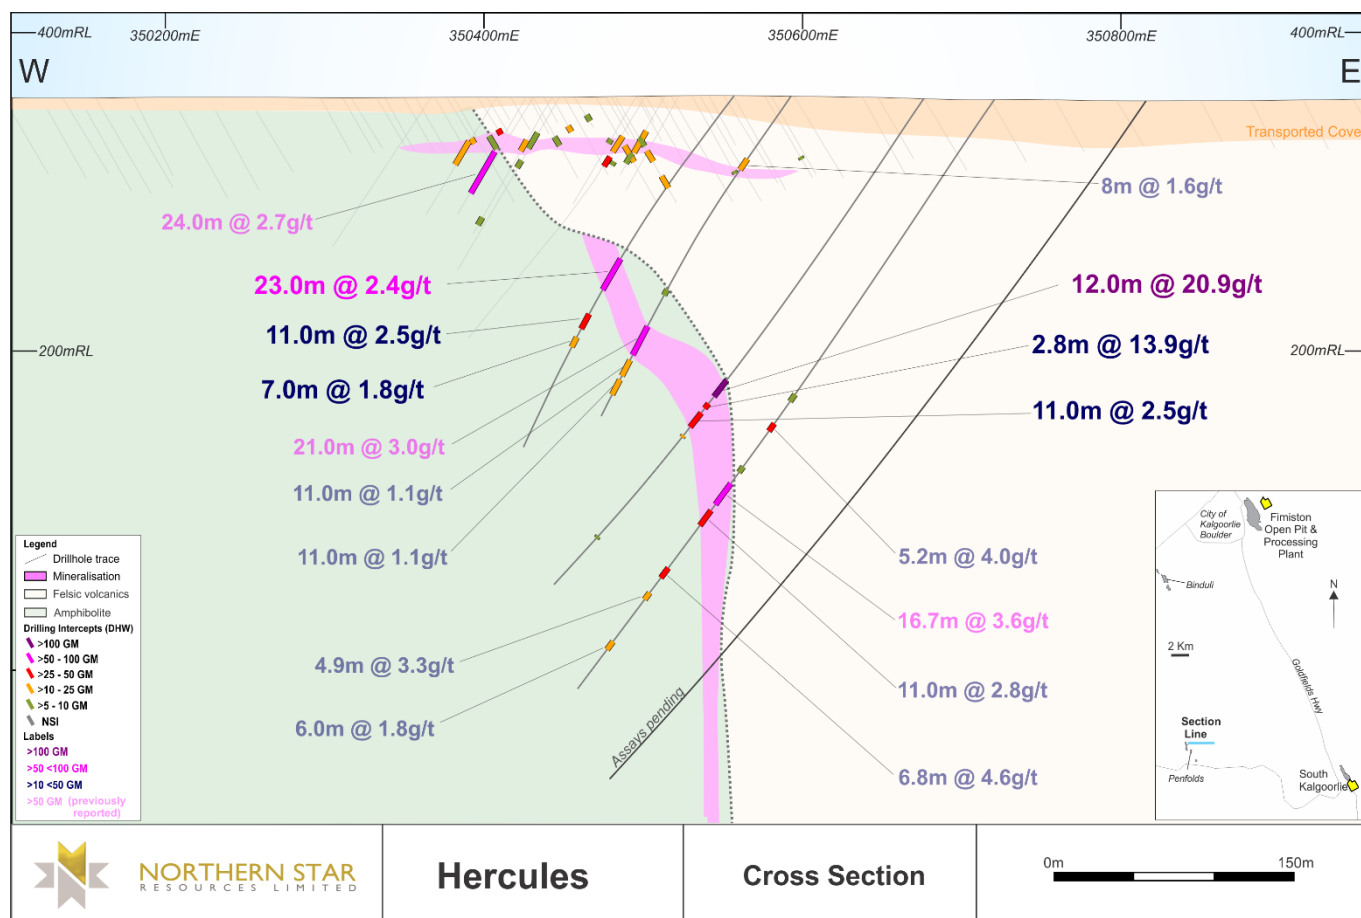 400mRL
350200mE
350400mE
350600mE
350800mE
400mRL
W
E
Transported Cove
8m @ 1.6g/t
24.0m @ 2.7g/t
23.0m @ 2.4g/t
12.0m @ 20.9g/t
11.0m @ 2.5g/t
2.8m @ 13.9g/t
200mRL
200mRL
7.0m @ 1.8g/t
11.0m @ 2.5g/t
21.0m @ 3.0g/t
11.0m @ 1.1g/t
11.0m @ 1.1g/t
5.2m @ 4.0g/t
16.7m @ 3.6g/t
4.9m @ 3.3g/t
11.0m @ 2.8g/t
6.0m @ 1.8g/t
Assays pending
6.8m @ 4.6g/t
Legend
Drillhole trace
Mineralisation
Felsic volcanics
Amphibolite
Drilling Intercepts (DHW)
>100 GM
>50 - 100 GM
>25 - 50 GM
>10 - 25 GM
>5 - 10 GM
NSI
Labels
>100 GM
>50 <100 GM
>10 <50 GM
>50 GM (previously
reported)
City of
Kalgoorlie
Boulder
Fimiston
Open Pit &
Processing
Plant
Binduli
N
2 Km
Goldfields Hwy
Section
Line
Penfolds
South
Kalgoorlie
NORTHERN STAR
RESOURCES LIMITED
Hercules
Cross Section
0m
150m